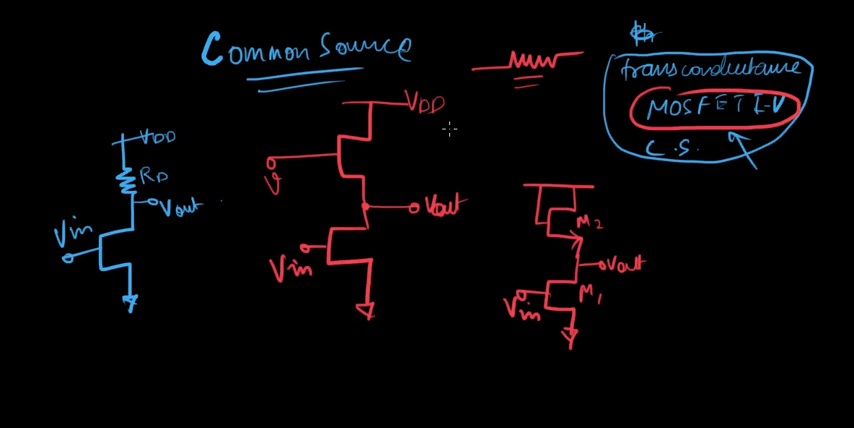 Common Source
transconductance
MOSFET I-V
C.S.
VDD
RD
Vout
Vin
VDD
V
Vout
Vin
M2
Vout
M1
Vin